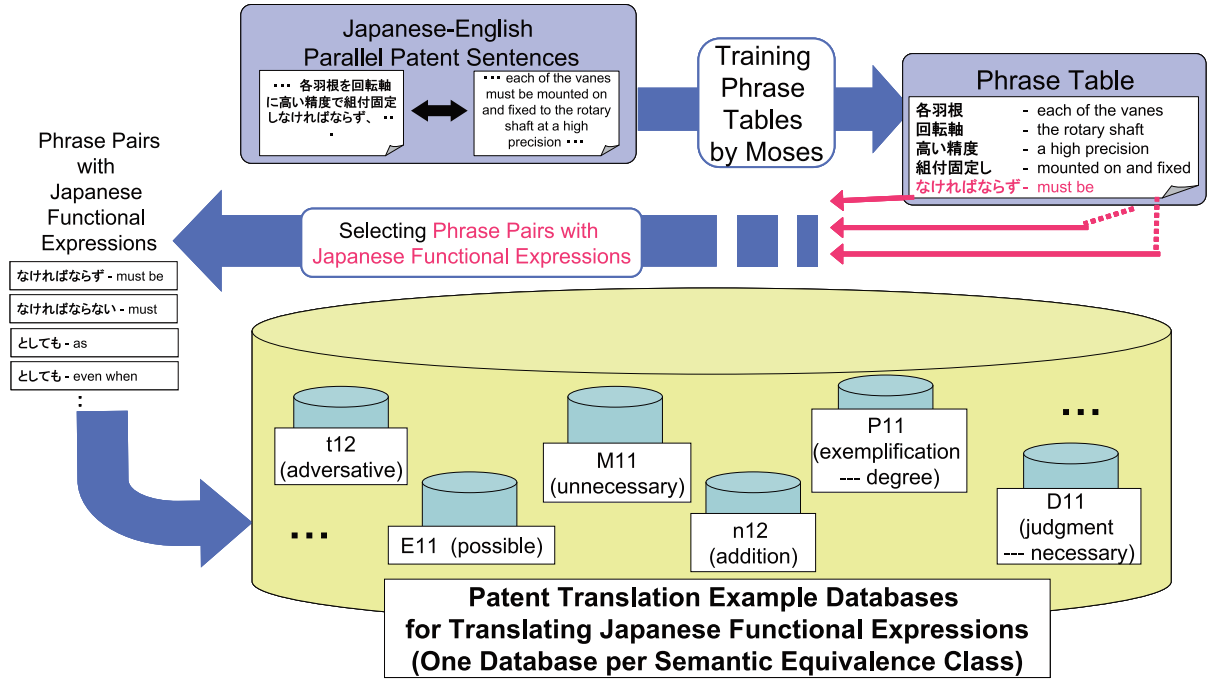 Japanese-English
Parallel Patent Sentences
••• 各羽根を回転軸
に高い精度で組付固定
しなければならず、 ••
•
••• each of the vanes
must be mounted on
and fixed to the rotary
shaft at a high
precision •••
Training
Phrase
Tables
by Moses
Phrase Table
各羽根 - each of the vanes
回転軸 - the rotary shaft
高い精度 - a high precision
組付固定し - mounted on and fixed
なければならず - must be
Selecting Phrase Pairs with
Japanese Functional Expressions
Phrase Pairs
with
Japanese
Functional
Expressions
なければならず - must be
なければならない - must
としても - as
としても - even when
⋮
t12
(adversative)
M11
(unnecessary)
P11
(exemplification
--- degree)
•••
•••
E11 (possible)
n12
(addition)
D11
(judgment
--- necessary)
Patent Translation Example Databases
for Translating Japanese Functional Expressions
(One Database per Semantic Equivalence Class)